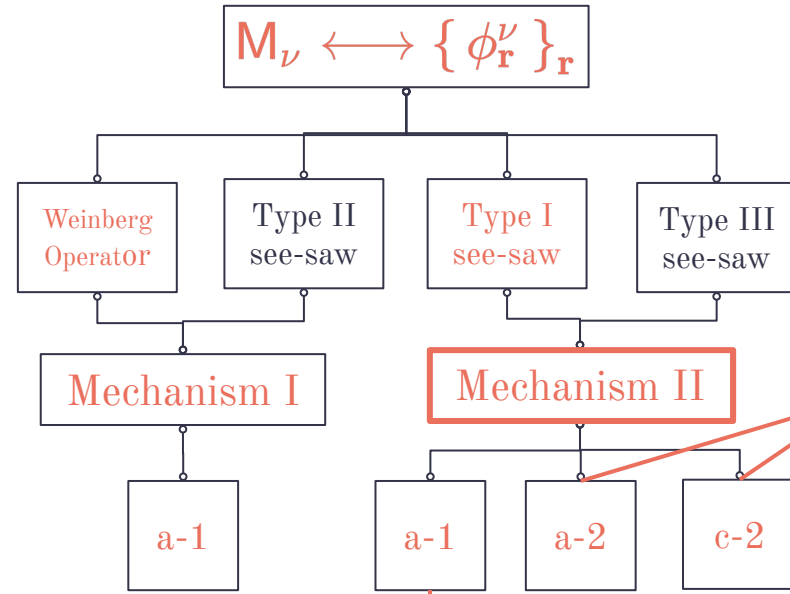 M_ν ⟷ { ϕ^ν_𝐫 }_𝐫
Weinberg
Operator
Type II
see-saw
Type I
see-saw
Type III
see-saw
Mechanism I
Mechanism II
a-1
a-1
a-2
c-2